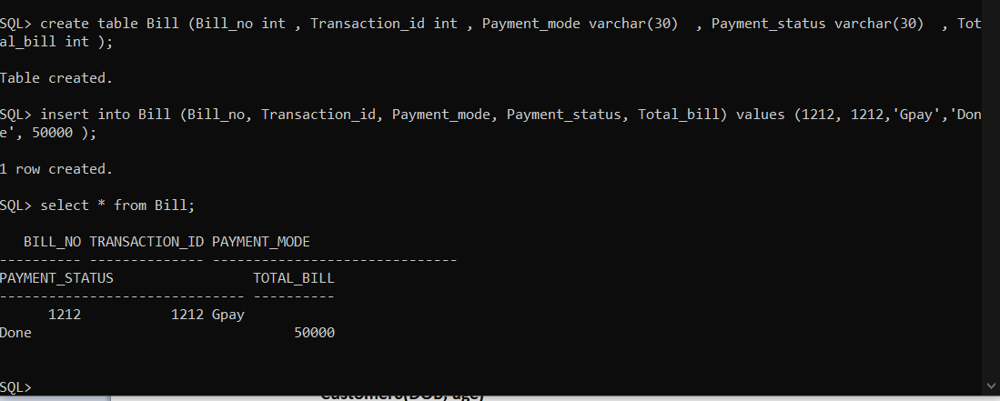 SQL> create table Bill (Bill_no int , Transaction_id int , Payment_mode varchar(30)  , Payment_status varchar(30)  , Tot
al_bill int );
Table created.
SQL> insert into Bill (Bill_no, Transaction_id, Payment_mode, Payment_status, Total_bill) values (1212, 1212,'Gpay','Don
e', 50000 );
1 row created.
SQL> select * from Bill;
   BILL_NO TRANSACTION_ID PAYMENT_MODE
---------- -------------- ------------------------------
PAYMENT_STATUS                 TOTAL_BILL
------------------------------ ----------
      1212           1212 Gpay
Done                                50000
SQL>
Customers(DOB, age)